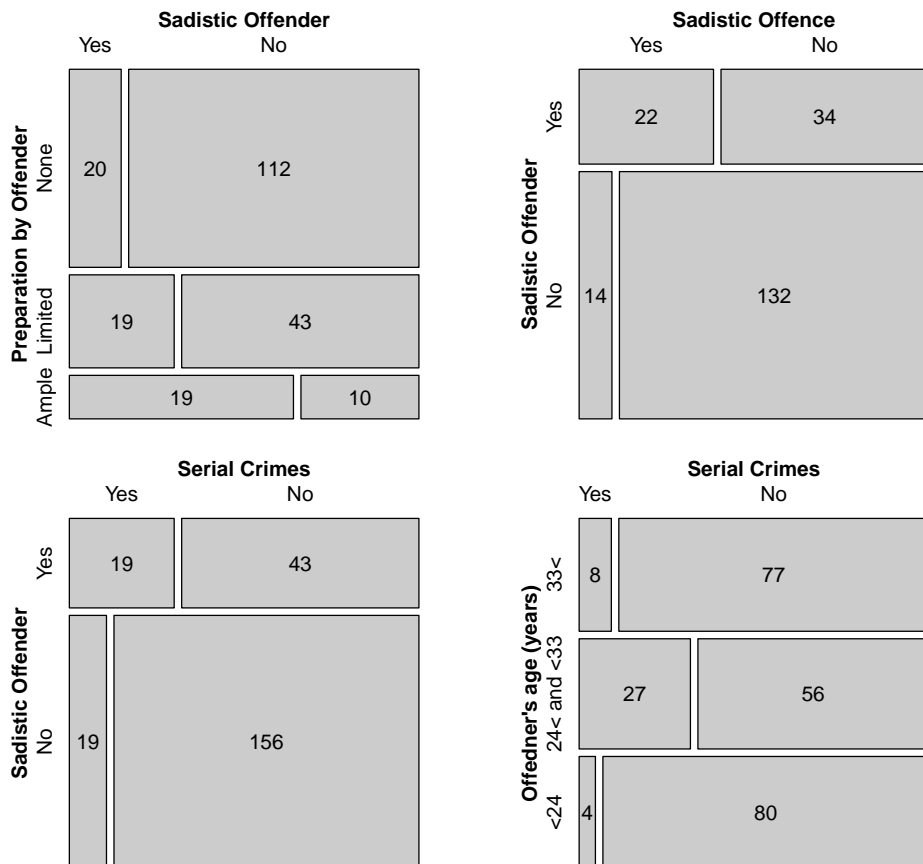 Sadistic Offender
Yes No
Preparation by Offender
None
Limited
Ample
20 112
19 43
19 10
Sadistic Offence
Yes No
Sadistic Offender
Yes
No
22 34
14 132
Serial Crimes
Yes No
Sadistic Offender
Yes
No
19 43
19 156
Serial Crimes
Yes No
Offedner's age (years)
33<
24< and <33
<24
8 77
27 56
4 80